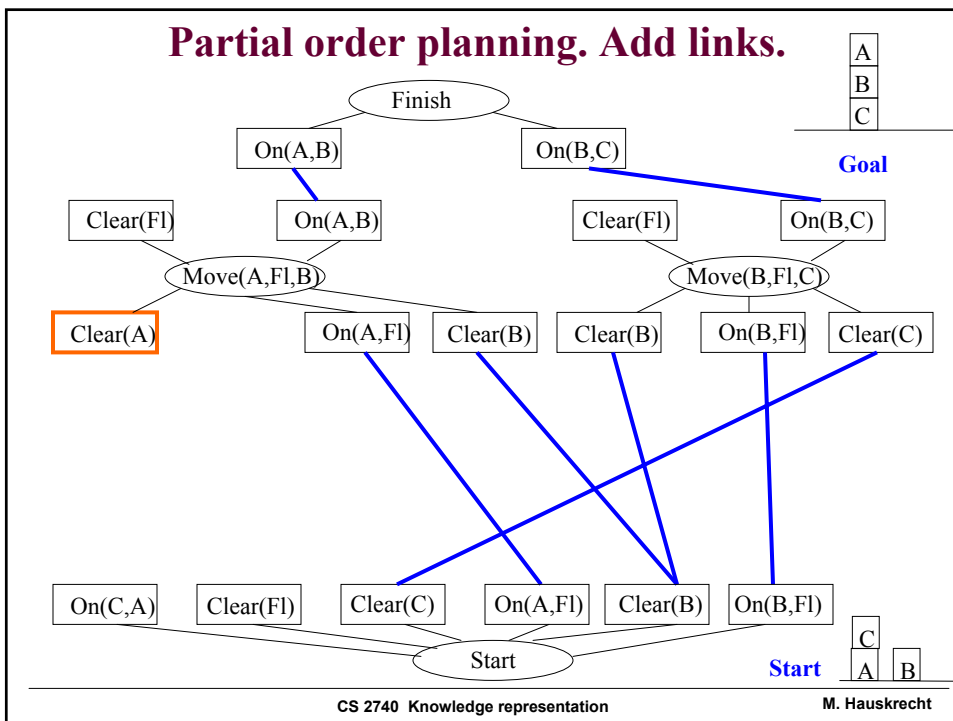 Partial order planning. Add links.
A
B
C
Finish
On(A,B)
On(B,C)
Goal
Clear(Fl)
On(A,B)
Clear(Fl)
On(B,C)
Move(A,Fl,B)
Move(B,Fl,C)
Clear(A)
On(A,Fl)
Clear(B)
Clear(B)
On(B,Fl)
Clear(C)
On(C,A)
Clear(Fl)
Clear(C)
On(A,Fl)
Clear(B)
On(B,Fl)
Start
Start
C
A B
CS 2740 Knowledge representation
M. Hauskrecht